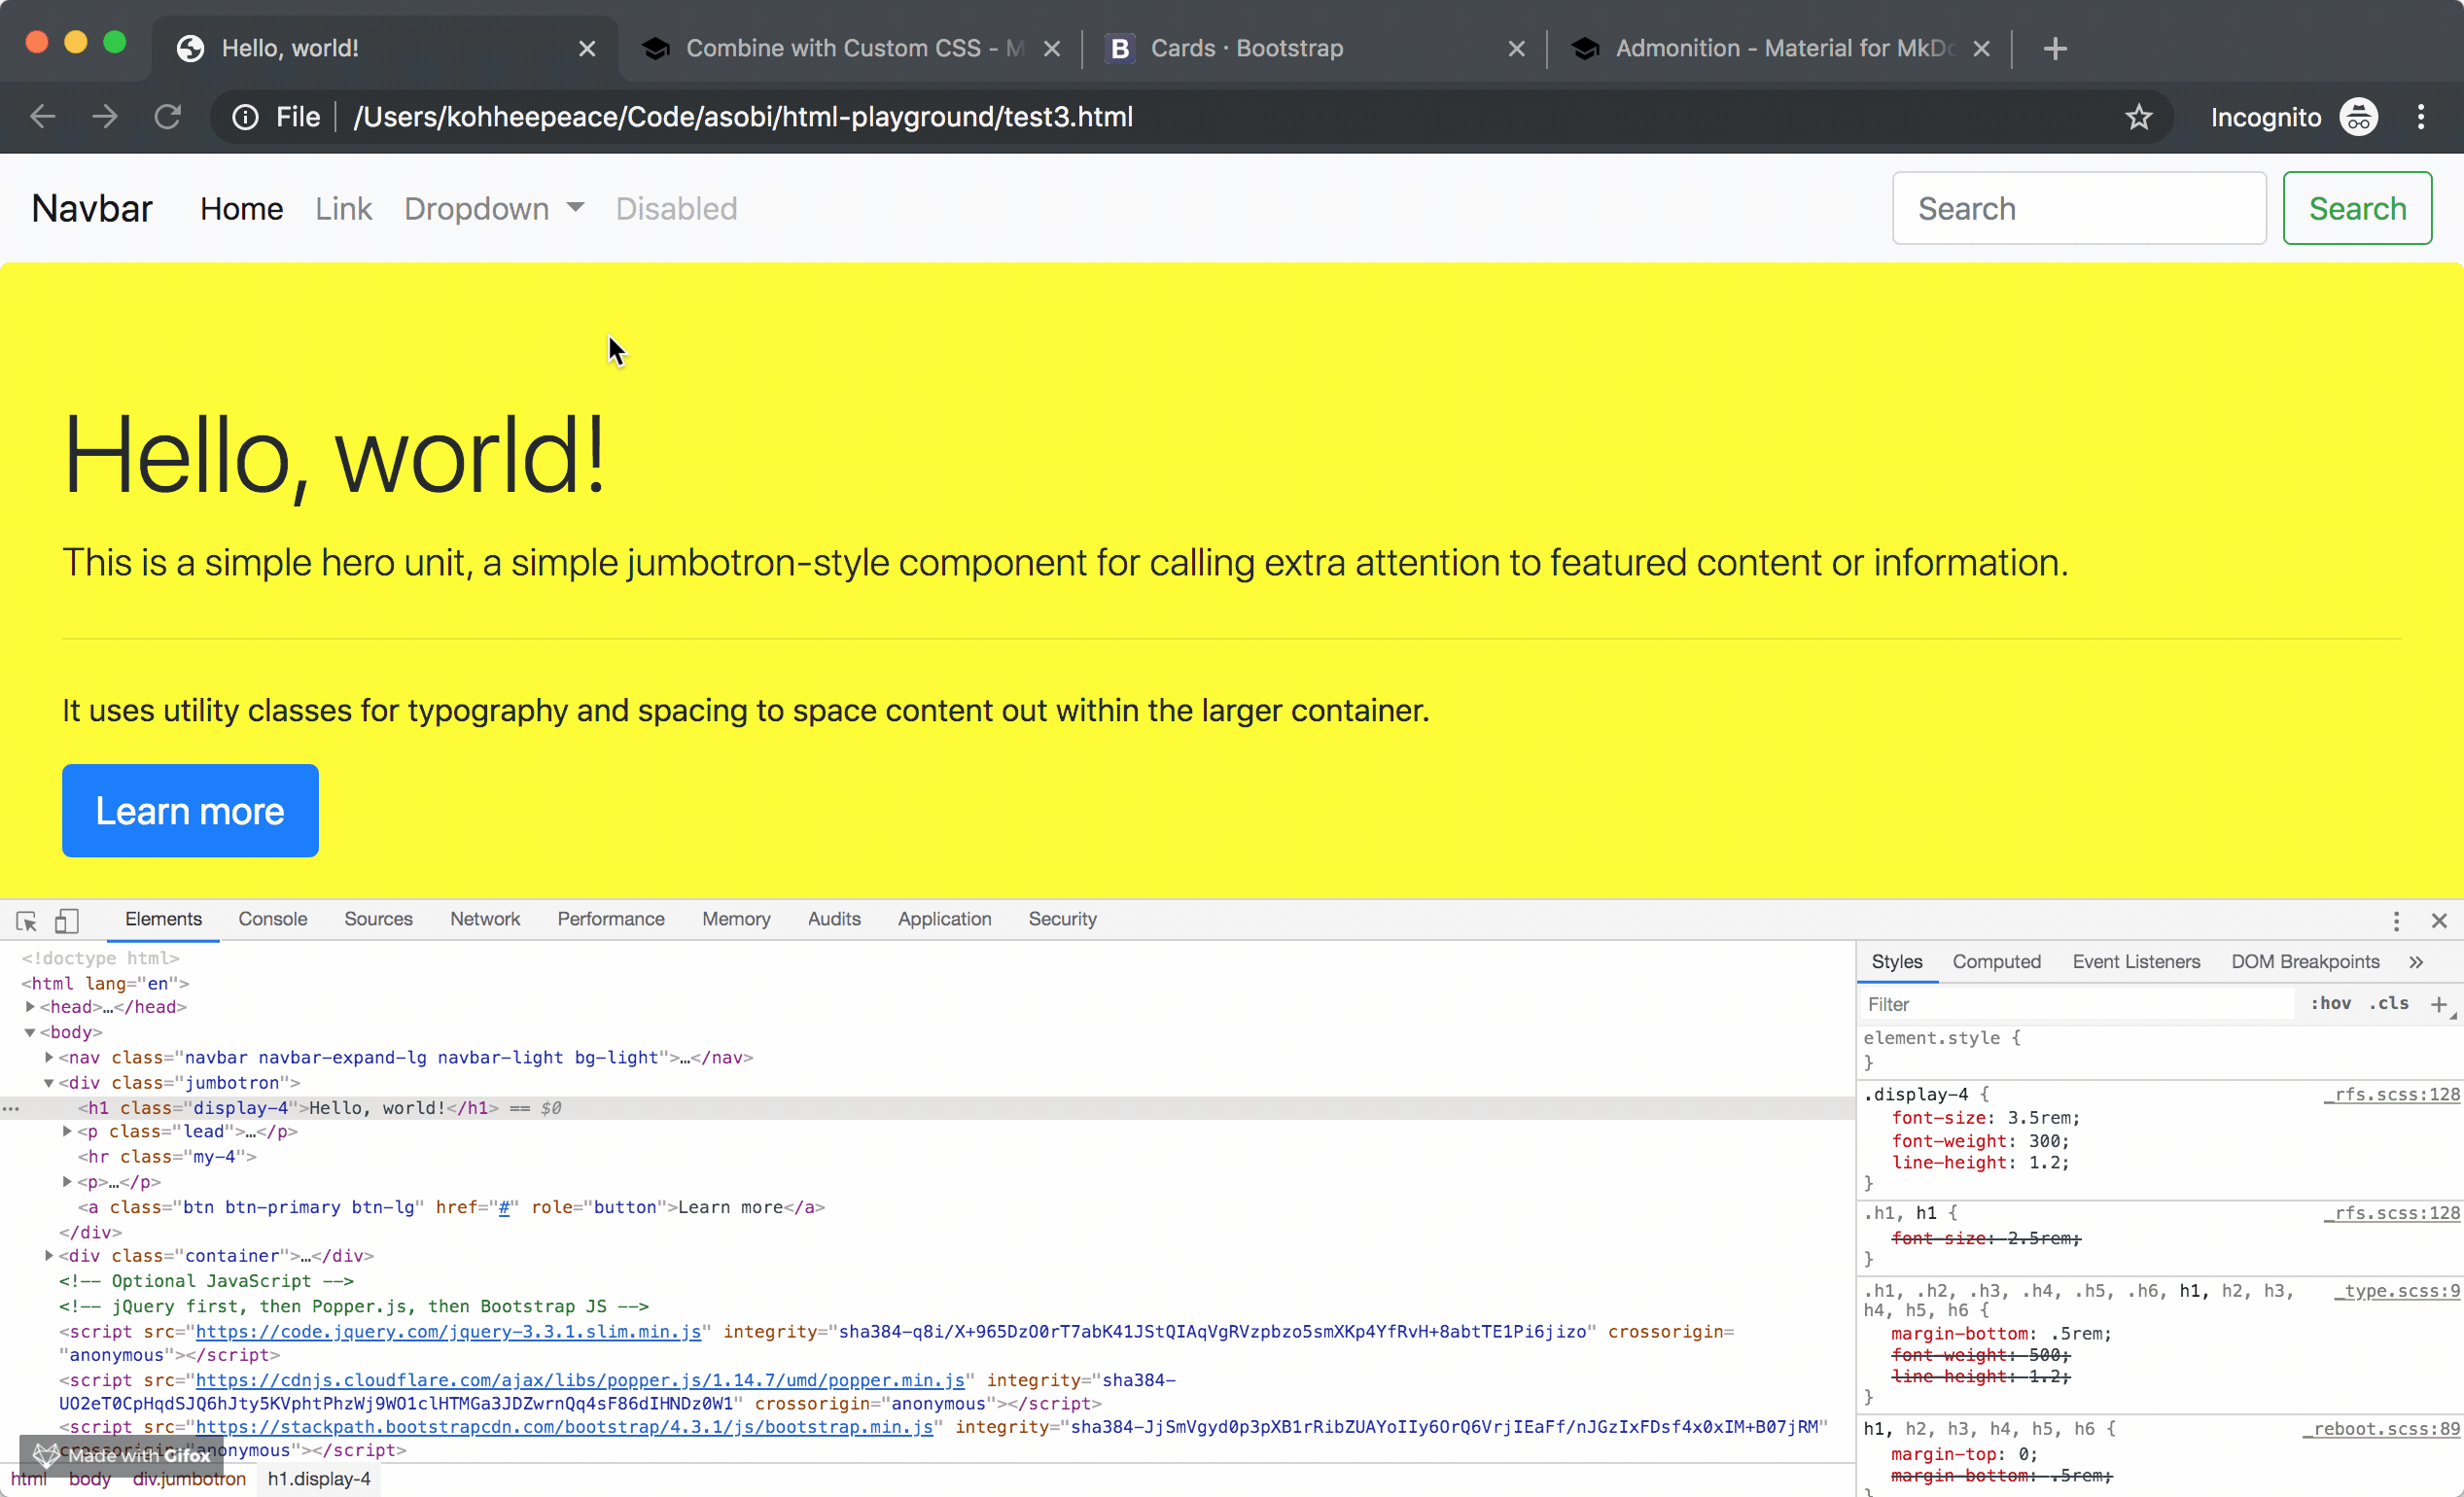 Hello, world!
Combine with Custom CSS - M
Cards · Bootstrap
Admonition - Material for MkDo
File
/Users/kohheepeace/Code/asobi/html-playground/test3.html
Incognito
Navbar Home Link Dropdown Disabled
Search Search
Hello, world!
This is a simple hero unit, a simple jumbotron-style component for calling extra attention to featured content or information.
It uses utility classes for typography and spacing to space content out within the larger container.
Learn more
Elements Console Sources Network Performance Memory Audits Application Security
<!doctype html>
<html lang="en">
<head>…</head>
<body>
<nav class="navbar navbar-expand-lg navbar-light bg-light">…</nav>
<div class="jumbotron">
<h1 class="display-4">Hello, world!</h1> == $0
<p class="lead">…</p>
<hr class="my-4">
<p>…</p>
<a class="btn btn-primary btn-lg" href="#" role="button">Learn more</a>
</div>
<div class="container">…</div>
<!-- Optional JavaScript -->
<!-- jQuery first, then Popper.js, then Bootstrap JS -->
<script src="https://code.jquery.com/jquery-3.3.1.slim.min.js" integrity="sha384-q8i/X+965DzO0rT7abK41JStQIAqVgRVzpbzo5smXKp4YfRvH+8abtTE1Pi6jizo" crossorigin=
"anonymous"></script>
<script src="https://cdnjs.cloudflare.com/ajax/libs/popper.js/1.14.7/umd/popper.min.js" integrity="sha384-
UO2eT0CpHqdSJQ6hJty5KVphtPhzWj9WO1clHTMGa3JDZwrnQq4sF86dIHNDz0W1" crossorigin="anonymous"></script>
<script src="https://stackpath.bootstrapcdn.com/bootstrap/4.3.1/js/bootstrap.min.js" integrity="sha384-JjSmVgyd0p3pXB1rRibZUAYoIIy6OrQ6VrjIEaFf/nJGzIxFDsf4x0xIM+B07jRM"
crossorigin="anonymous"></script>
Made with Gifox
html body div.jumbotron h1.display-4
Styles Computed Event Listeners DOM Breakpoints »
Filter :hov .cls +
element.style {
}
.display-4 { _rfs.scss:128
font-size: 3.5rem;
font-weight: 300;
line-height: 1.2;
}
.h1, h1 { _rfs.scss:128
font-size: 2.5rem;
}
.h1, .h2, .h3, .h4, .h5, .h6, h1, h2, h3, _type.scss:9
h4, h5, h6 {
margin-bottom: .5rem;
font-weight: 500;
line-height: 1.2;
}
h1, h2, h3, h4, h5, h6 { _reboot.scss:89
margin-top: 0;
margin-bottom: .5rem;
}